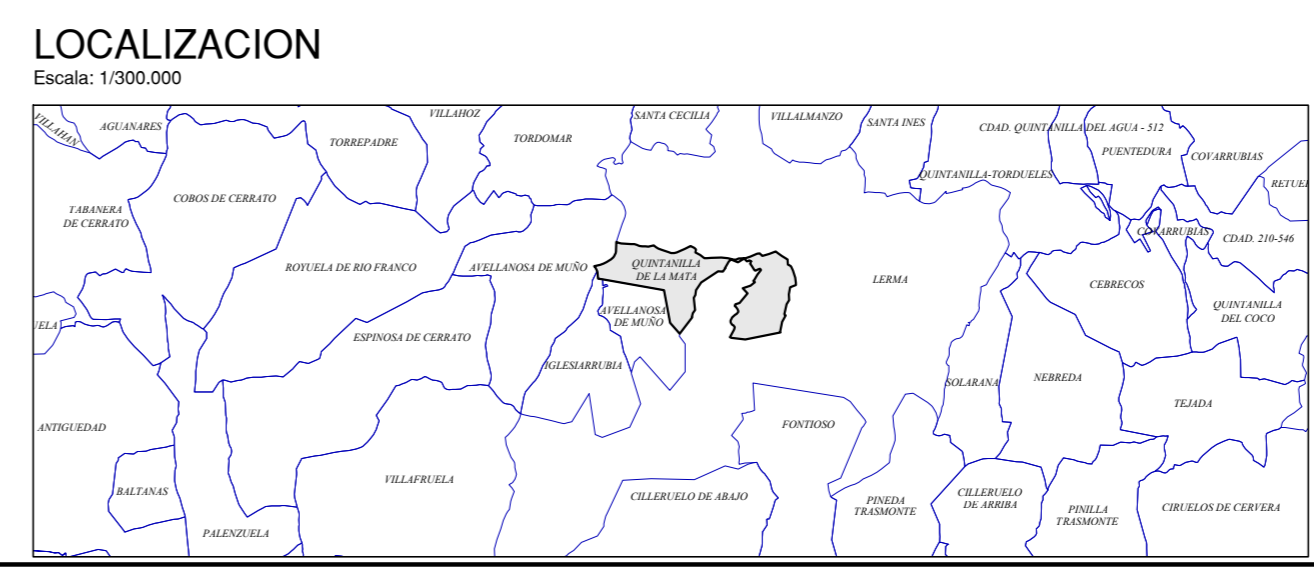 LOCALIZACION
Escala: 1/300.000
VILLAHAN
AGUANARES
TORREPADRE
VILLAHOZ
TORDOMAR
SANTA CECILIA
VILLALMANZO
SANTA INES
CDAD. QUINTANILLA DEL AGUA - 512
PUENTEDURA
COVARRUBIAS
QUINTANILLA-TORDUELES
RETUE
COBOS DE CERRATO
TABANERA
DE CERRATO
COVARRUBIAS
CDAD. 210-546
ROYUELA DE RIO FRANCO
AVELLANOSA DE MUÑO
QUINTANILLA
DE LA MATA
LERMA
CEBRECOS
QUINTANILLA
DEL COCO
AVELLANOSA
DE MUÑO
UELA
ESPINOSA DE CERRATO
IGLESIARRUBIA
SOLARANA
NEBREDA
TEJADA
ANTIGUEDAD
FONTIOSO
BALTANAS
VILLAFRUELA
CILLERUELO DE ABAJO
PINEDA
TRASMONTE
CILLERUELO
DE ARRIBA
PINILLA
TRASMONTE
CIRUELOS DE CERVERA
PALENZUELA